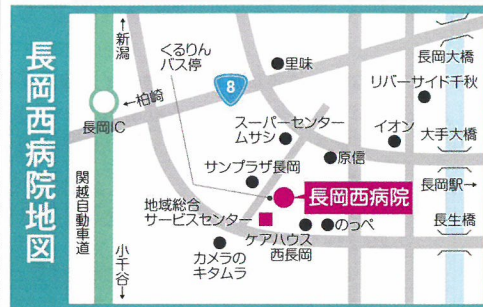 長岡西病院地図
↑新潟
くるりん
バス停
8
里味
長岡大橋
リバーサイド千秋
←柏崎
長岡IC
スーパーセンター
ムサシ
イオン
大手大橋
原信
サンプラザ長岡
長岡駅→
長岡西病院
関越自動車道
地域総合
サービスセンター
長生橋
ケアハウス
西長岡
のっぺ
カメラの
キタムラ
小千谷↓